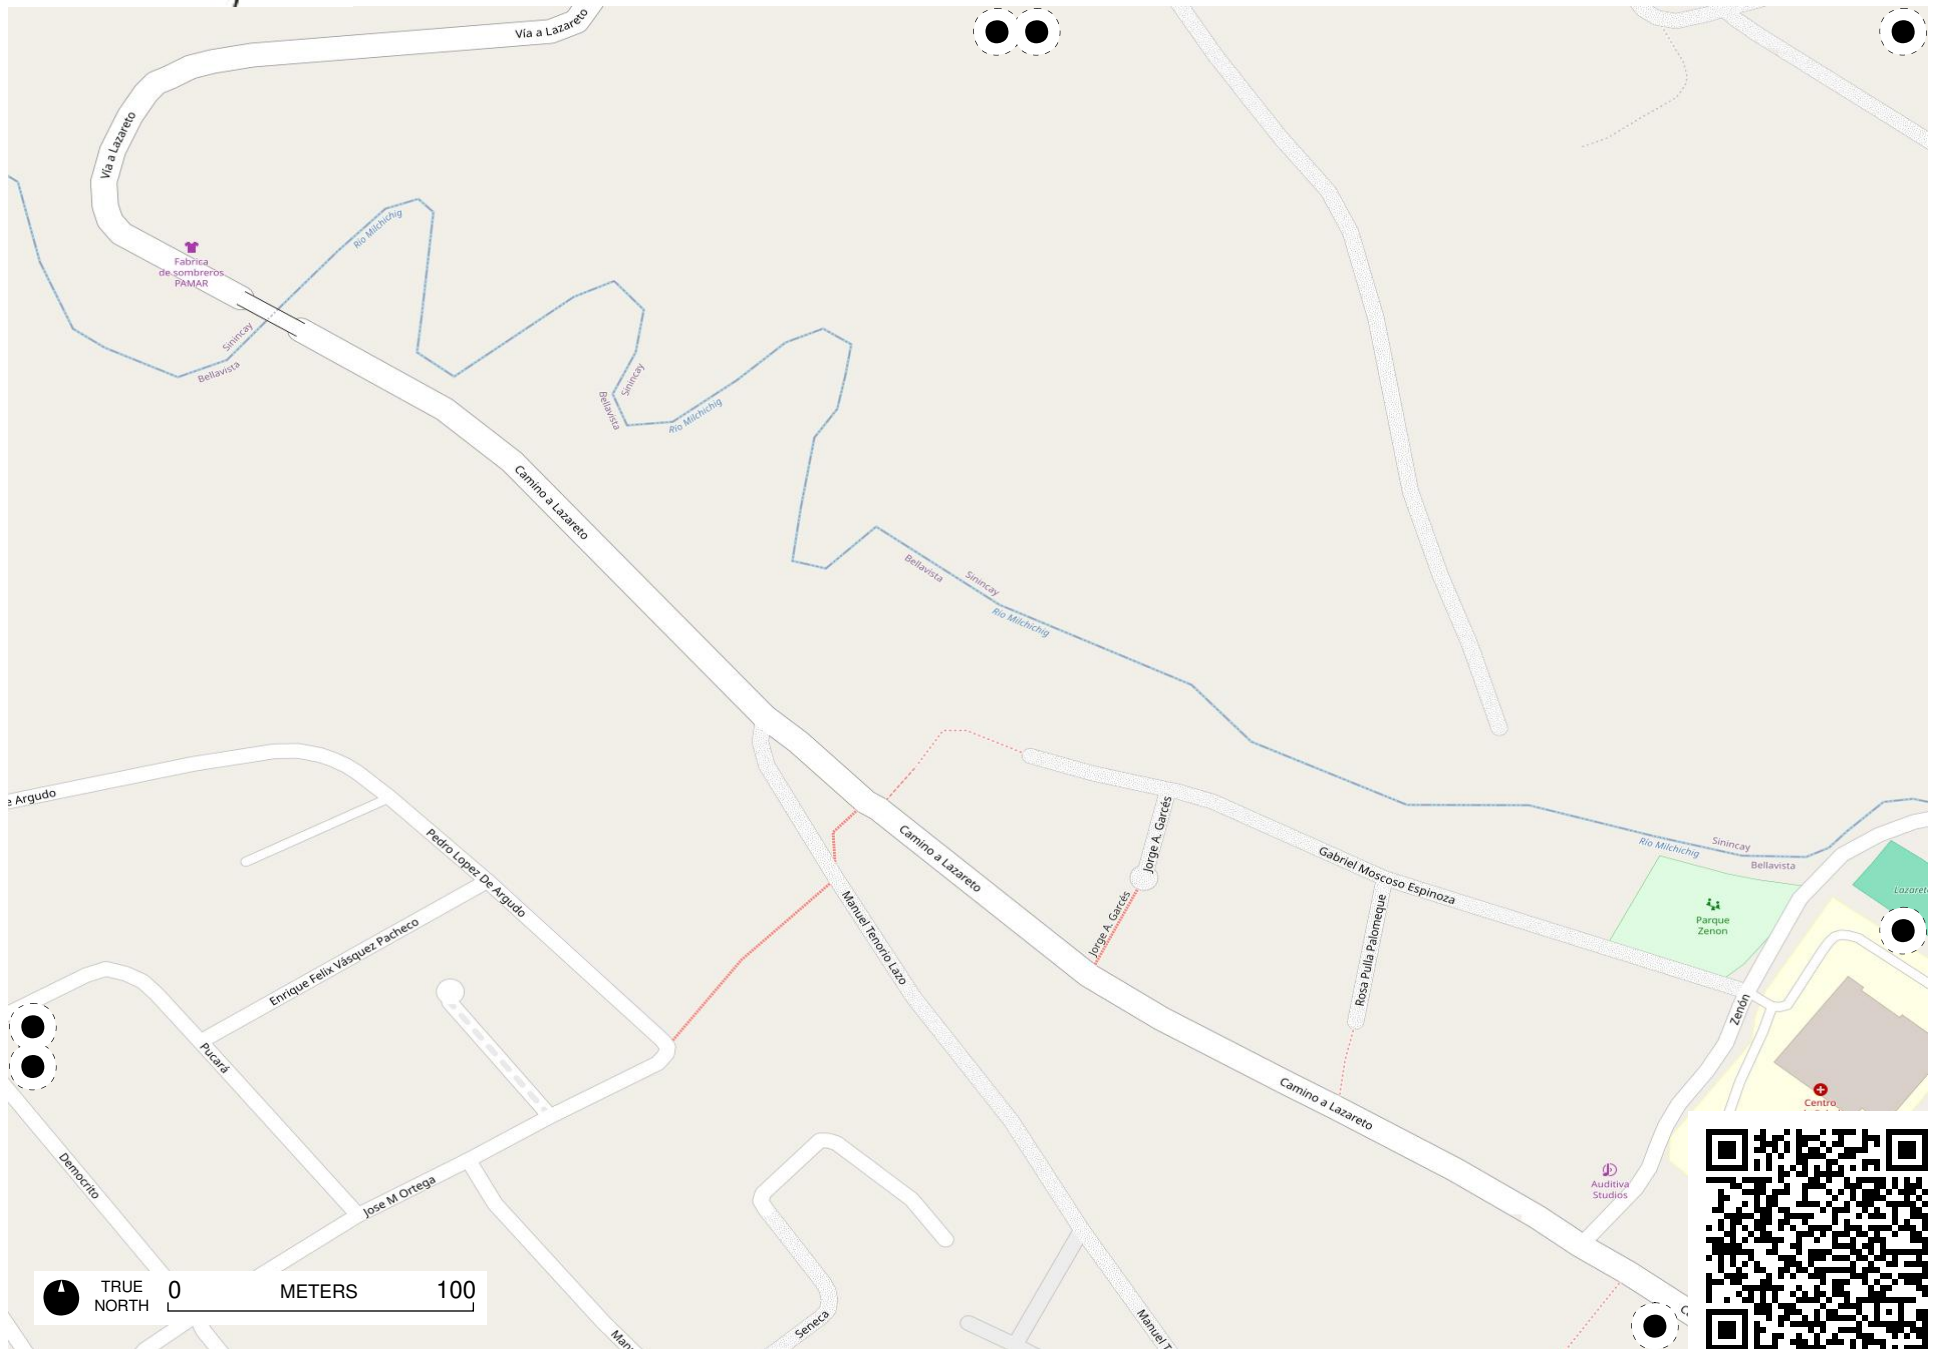 Vía a Lazareto
Vía a Lazareto
Río Milchichig
Fabrica
de sombreros
PAMAR
Sinincay
Bellavista
Sinincay
Bellavista
Río Milchichig
Camino a Lazareto
Bellavista
Sinincay
Río Milchichig
e Argudo
Pedro Lopez De Argudo
Camino a Lazareto
Jorge A. Garcés
Jorge A. Garcés
Gabriel Moscoso Espinoza
Río Milchichig
Sinincay
Bellavista
Lazaret
Parque
Zenon
Manuel Tenorio Lazo
Rosa Pulla Palomeque
Enrique Felix Vásquez Pacheco
Zenón
Pucará
Camino a Lazareto
Centro
Democrito
Jose M Ortega
Auditiva
Studios
TRUE
NORTH
0 METERS 100
Seneca
Manuel T